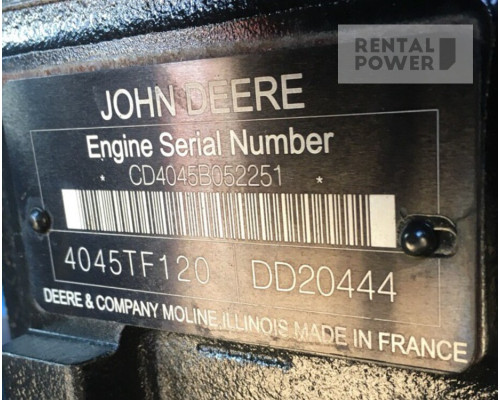 RENTAL
POWER
JOHN DEERE
Engine Serial Number
* CD4045B052251 *
4045TF120 DD20444
DEERE & COMPANY MOLINE, ILLINOIS MADE IN FRANCE